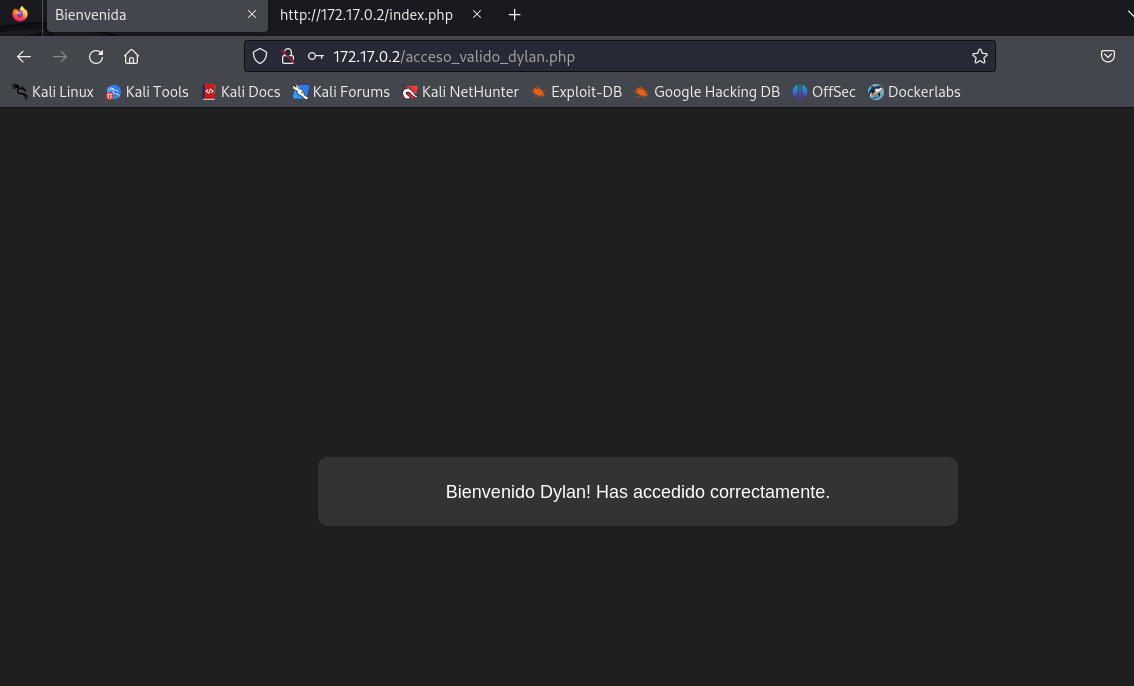 Bienvenida
http://172.17.0.2/index.php
172.17.0.2/acceso_valido_dylan.php
Kali Linux
Kali Tools
Kali Docs
Kali Forums
Kali NetHunter
Exploit-DB
Google Hacking DB
OffSec
Dockerlabs
Bienvenido Dylan! Has accedido correctamente.